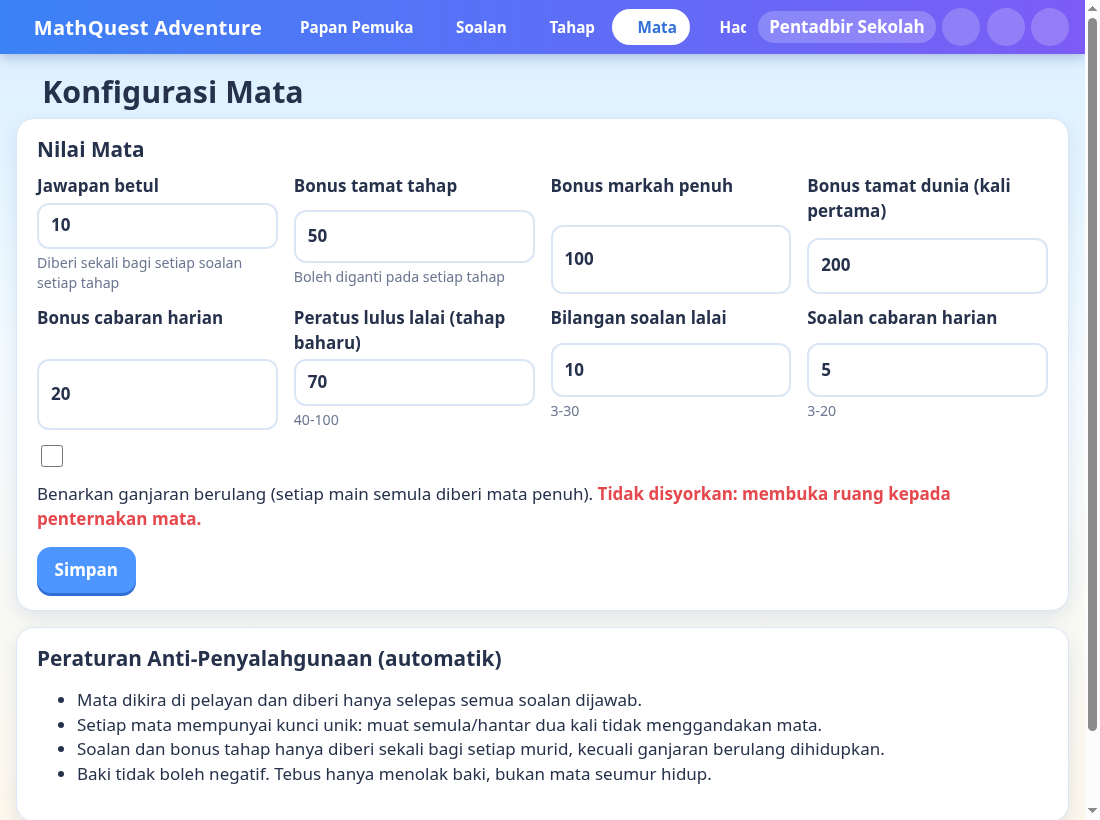 MathQuest Adventure
Papan Pemuka
Soalan
Tahap
Mata
Pentadbir Sekolah
Konfigurasi Mata
Nilai Mata
Jawapan betul
10
Diberi sekali bagi setiap soalan
setiap tahap
Bonus tamat tahap
50
Boleh diganti pada setiap tahap
Bonus markah penuh
100
Bonus tamat dunia (kali
pertama)
200
Bonus cabaran harian
20
Peratus lulus lalai (tahap
baharu)
70
40-100
Bilangan soalan lalai
10
3-30
Soalan cabaran harian
5
3-20
Benarkan ganjaran berulang (setiap main semula diberi mata penuh). Tidak disyorkan: membuka ruang kepada
penternakan mata.
Simpan
Peraturan Anti-Penyalahgunaan (automatik)
Mata dikira di pelayan dan diberi hanya selepas semua soalan dijawab.
Setiap mata mempunyai kunci unik: muat semula/hantar dua kali tidak menggandakan mata.
Soalan dan bonus tahap hanya diberi sekali bagi setiap murid, kecuali ganjaran berulang dihidupkan.
Baki tidak boleh negatif. Tebus hanya menolak baki, bukan mata seumur hidup.